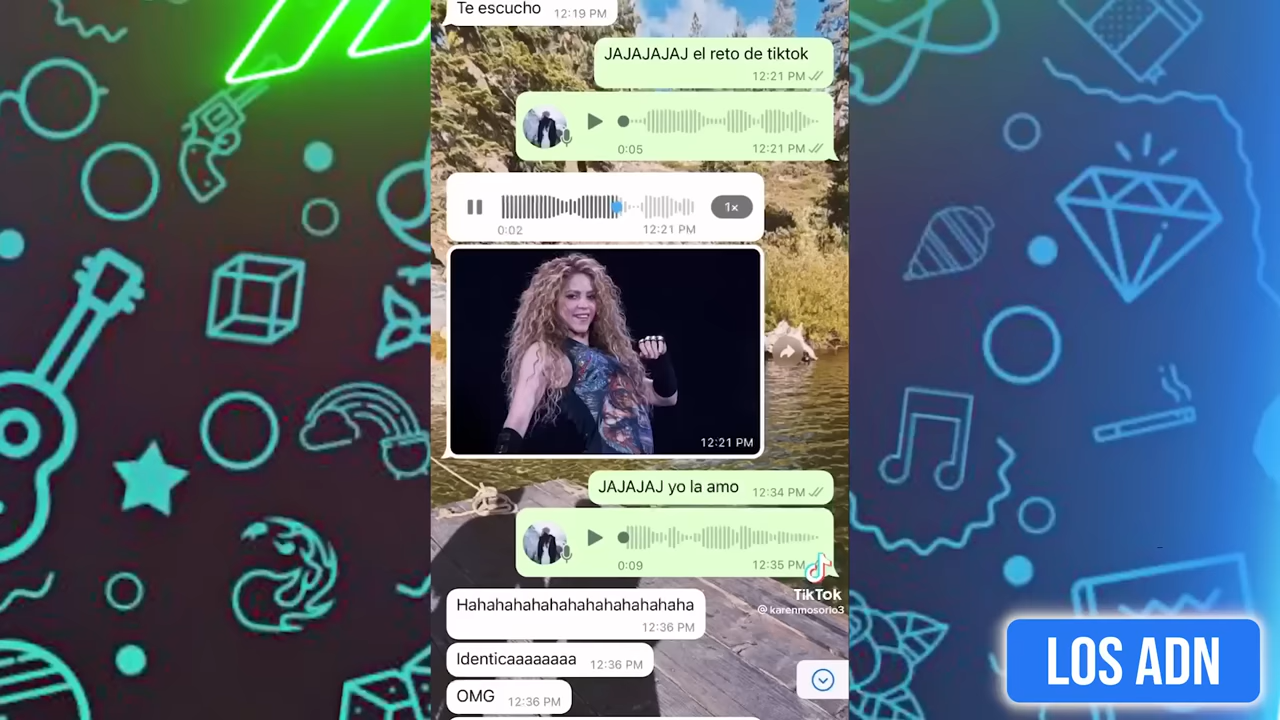 Te escucho 12:19 PM
JAJAJAJAJ el reto de tiktok
12:21 PM
0:05 12:21 PM
1×
0:02 12:21 PM
12:21 PM
JAJAJAJ yo la amo 12:34 PM
0:09 12:35 PM
TikTok
@karenmosorio3
Hahahahahahahahahahahahaha
12:36 PM
Identicaaaaaaaa 12:36 PM
OMG 12:36 PM
LOS ADN